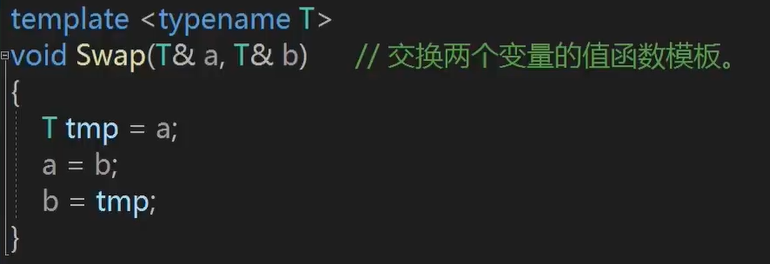 template <typename T>
void Swap(T& a, T& b)    // 交换两个变量的值函数模板。
{
    T tmp = a;
    a = b;
    b = tmp;
}